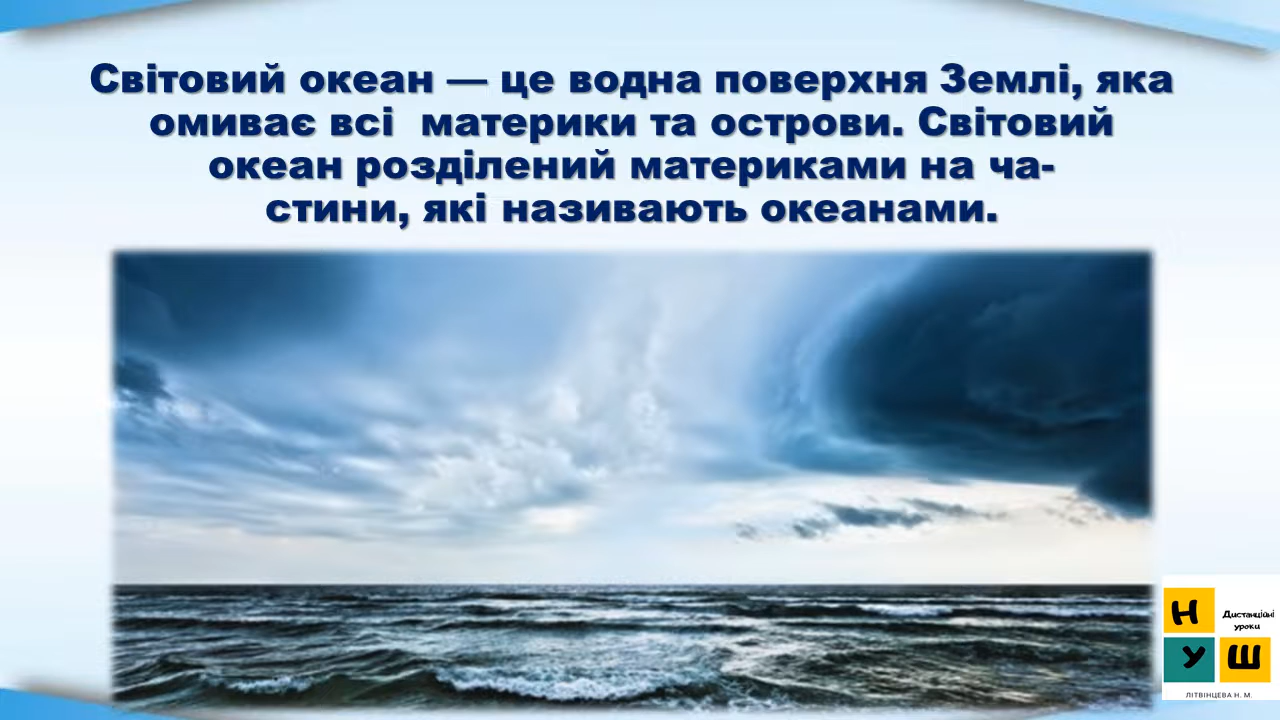 Світовий океан — це водна поверхня Землі, яка
омиває всі  материки та острови. Світовий
океан розділений материками на ча-
стини, які називають океанами.
Н
Дистанційні
уроки
У Ш
ЛІТВІНЦЕВА Н. М.